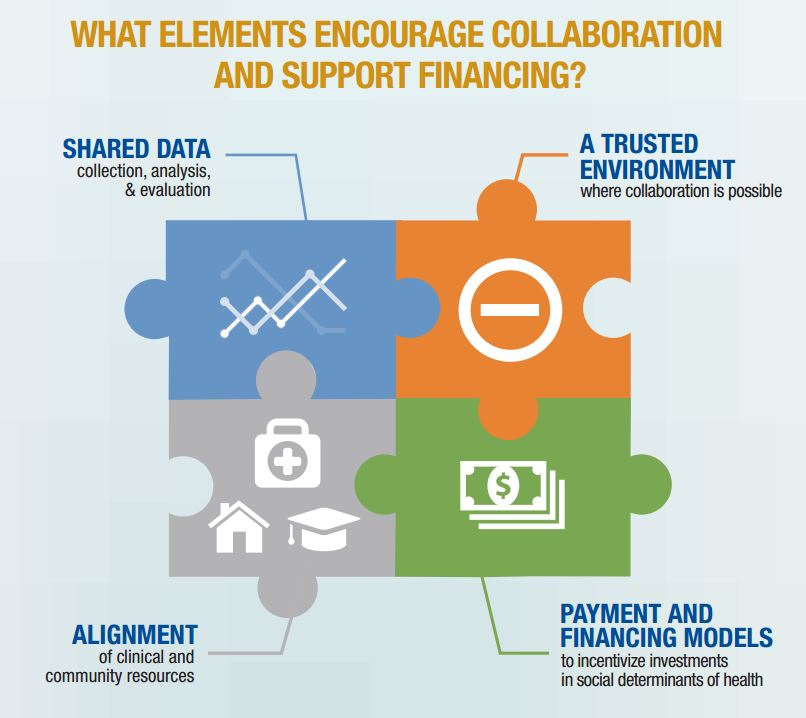 WHAT ELEMENTS ENCOURAGE COLLABORATION
AND SUPPORT FINANCING?
SHARED DATA
collection, analysis,
& evaluation
A TRUSTED
ENVIRONMENT
where collaboration is possible
$
ALIGNMENT
of clinical and
community resources
PAYMENT AND
FINANCING MODELS
to incentivize investments
in social determinants of health